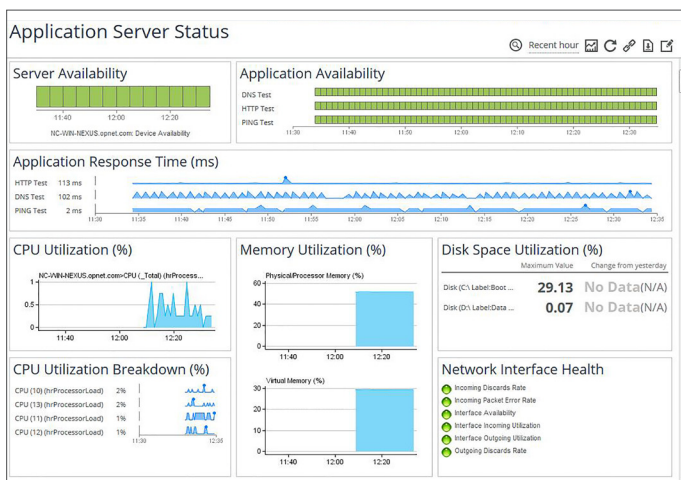 Application Server Status
Recent hour
Server Availability
11:40 12:00 12:20
NC-WIN-NEXUS.opnet.com: Device Availability
Application Availability
DNS Test
HTTP Test
PING Test
11:30 11:40 11:50 12:00 12:10 12:20 12:30
Application Response Time (ms)
HTTP Test 113 ms
DNS Test 102 ms
PING Test 2 ms
11:30 11:35 11:40 11:45 11:50 11:55 12:00 12:05 12:10 12:15 12:20 12:25 12:30 12:35
CPU Utilization (%)
NC-WIN-NEXUS.opnet.com>CPU (_Total) (hrProcess...
1
0.5
0
11:40 12:00 12:20
Memory Utilization (%)
Physical/Processor Memory (%)
60
40
20
0
11:40 12:00 12:20
Virtual Memory (%)
30
20
10
0
11:40 12:00 12:20
Disk Space Utilization (%)
Maximum Value Change from yesterday
Disk (C:\ Label:Boot ... 29.13 No Data(N/A)
Disk (D:\ Label:Data ... 0.07 No Data(N/A)
CPU Utilization Breakdown (%)
CPU (10) (hrProcessorLoad) 2%
CPU (13) (hrProcessorLoad) 2%
CPU (11) (hrProcessorLoad) 1%
CPU (12) (hrProcessorLoad) 1%
11:30 12:35
Network Interface Health
Incoming Discards Rate
Incoming Packet Error Rate
Interface Availability
Interface Incoming Utilization
Interface Outgoing Utilization
Outgoing Discards Rate